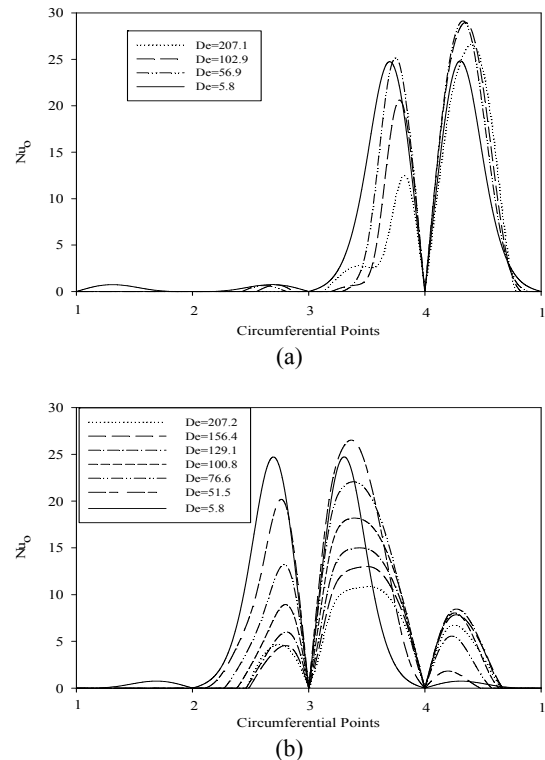 30
25
20
15
10
5
0
Nuo
De=207.1
De=102.9
De=56.9
De=5.8
1 2 3 4 1
Circumferential Points
(a)
30
25
20
15
10
5
0
Nuo
De=207.2
De=156.4
De=129.1
De=100.8
De=76.6
De=51.5
De=5.8
1 2 3 4 1
Circumferential Points
(b)